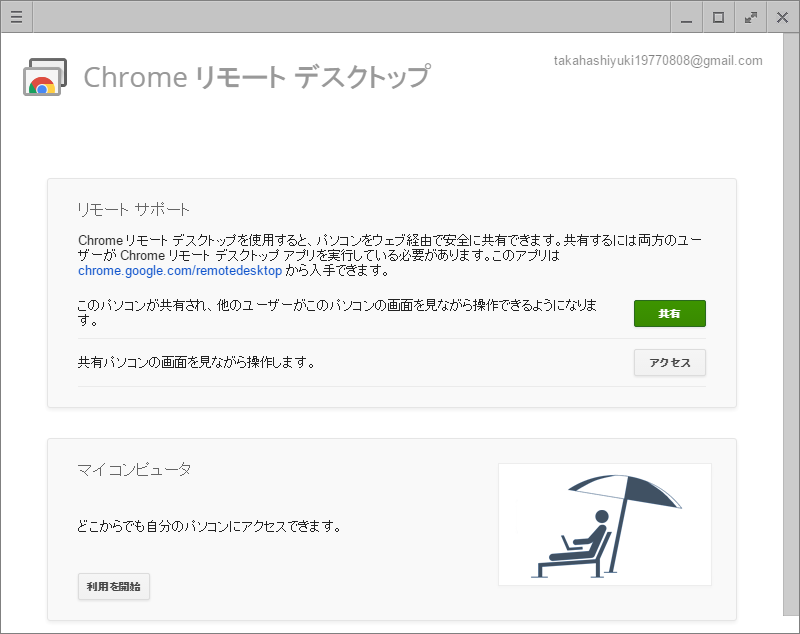 Chrome リモート デスクトップ
takahashiyuki19770808@gmail.com
リモート サポート
Chrome リモート デスクトップを使用すると、パソコンをウェブ経由で安全に共有できます。共有するには両方のユー
ザーが Chrome リモート デスクトップ アプリを実行している必要があります。このアプリは
chrome.google.com/remotedesktop から入手できます。
このパソコンが共有され、他のユーザーがこのパソコンの画面を見ながら操作できるようになりま
す。
共有
共有パソコンの画面を見ながら操作します。
アクセス
マイ コンピュータ
どこからでも自分のパソコンにアクセスできます。
利用を開始